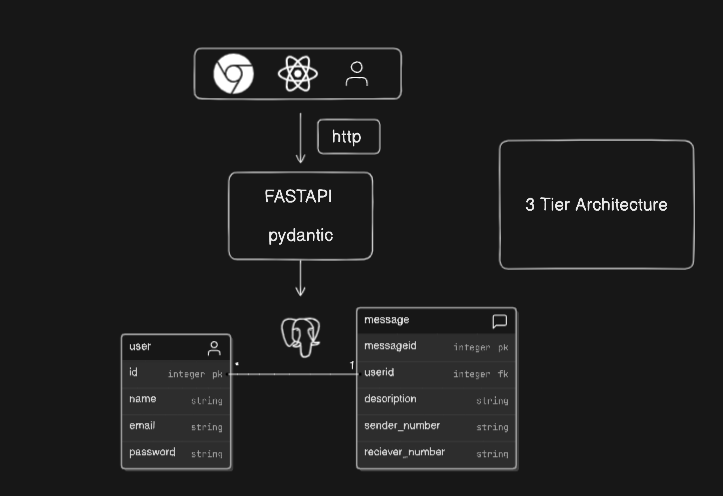 http
FASTAPI
pydantic
3 Tier Architecture
user
id integer pk
name string
email string
password string
* 1
message
messageid integer pk
userid integer fk
description string
sender_number string
reciever_number string